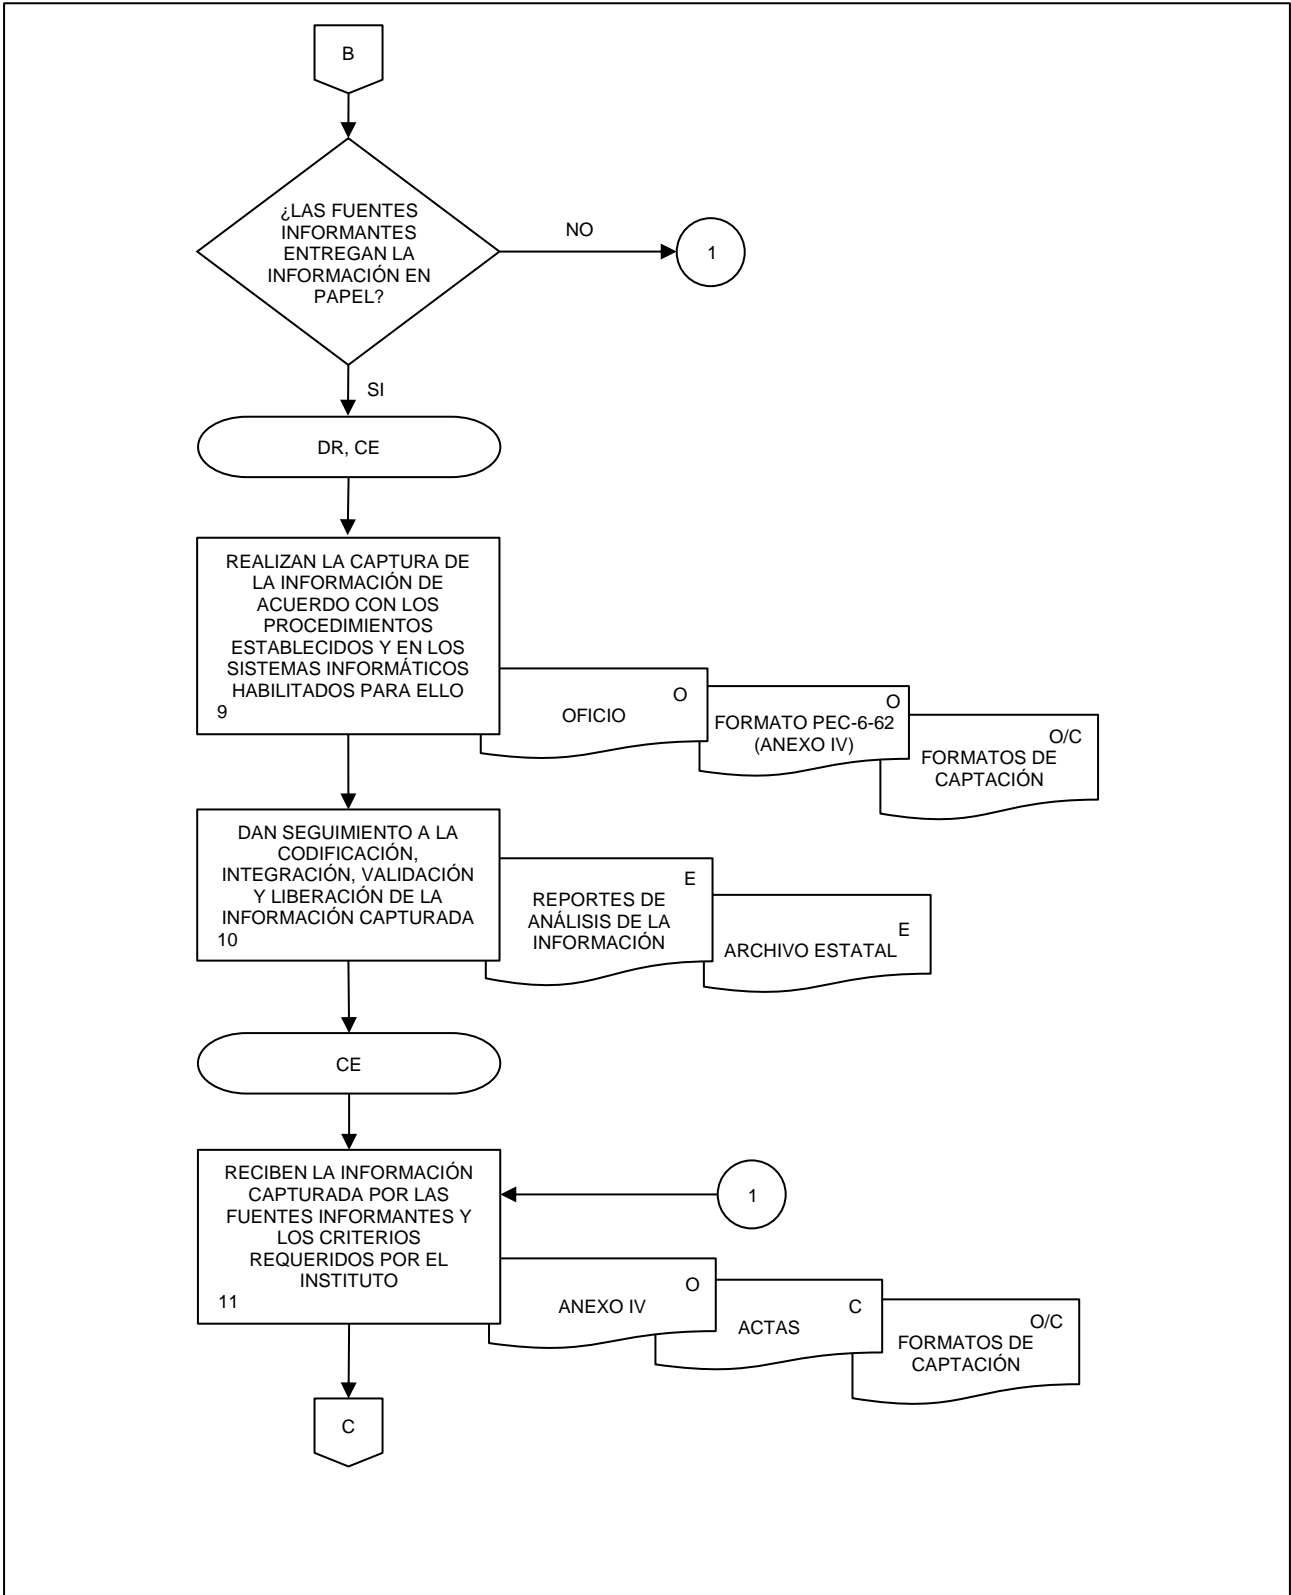 B
¿LAS FUENTES
INFORMANTES
ENTREGAN LA
INFORMACIÓN EN
PAPEL?
NO
1
SI
DR, CE
REALIZAN LA CAPTURA DE
LA INFORMACIÓN DE
ACUERDO CON LOS
PROCEDIMIENTOS
ESTABLECIDOS Y EN LOS
SISTEMAS INFORMÁTICOS
HABILITADOS PARA ELLO
9
O
OFICIO
O
FORMATO PEC-6-62
(ANEXO IV)
O/C
FORMATOS DE
CAPTACIÓN
DAN SEGUIMIENTO A LA
CODIFICACIÓN,
INTEGRACIÓN, VALIDACIÓN
Y LIBERACIÓN DE LA
INFORMACIÓN CAPTURADA
10
E
REPORTES DE
ANÁLISIS DE LA
INFORMACIÓN
E
ARCHIVO ESTATAL
CE
RECIBEN LA INFORMACIÓN
CAPTURADA POR LAS
FUENTES INFORMANTES Y
LOS CRITERIOS
REQUERIDOS POR EL
INSTITUTO
11
1
O
ANEXO IV
C
ACTAS
O/C
FORMATOS DE
CAPTACIÓN
C